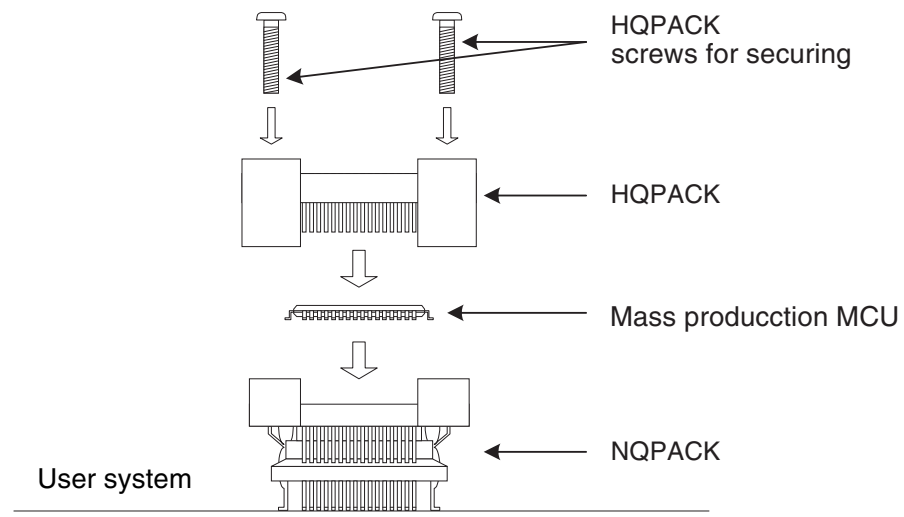 HQPACK
screws for securing
HQPACK
Mass producction MCU
NQPACK
User system